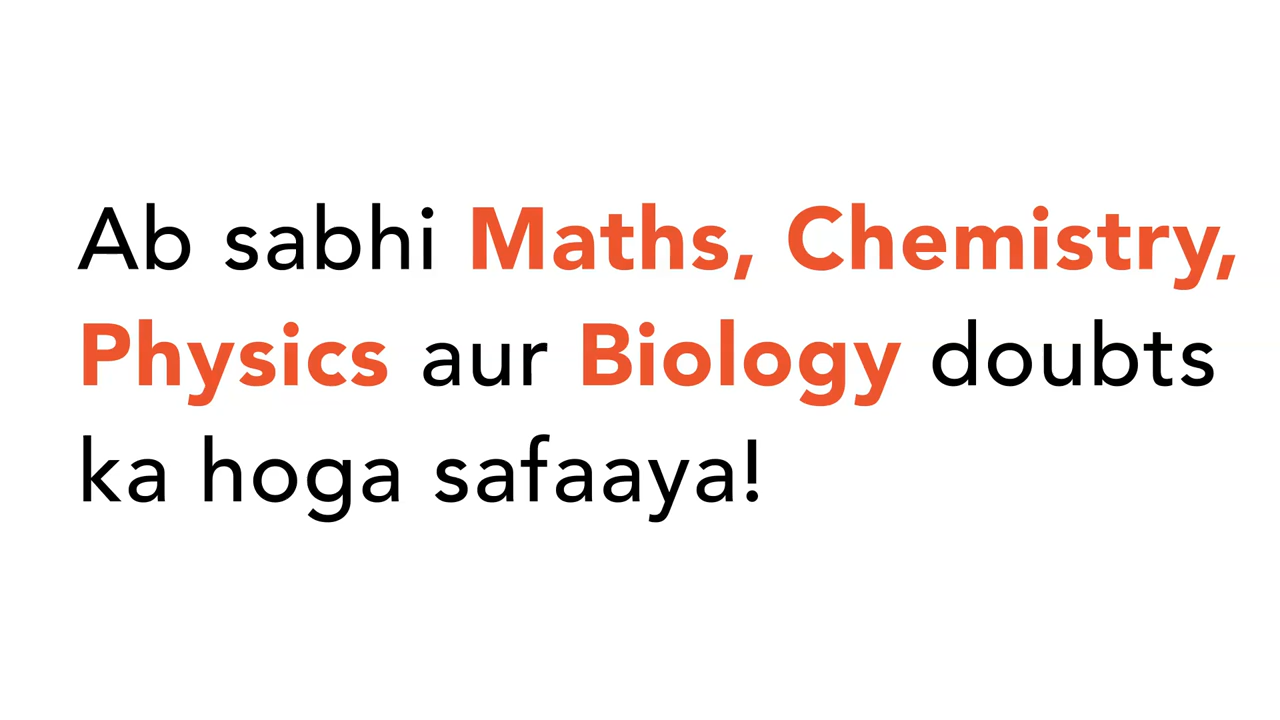 Ab sabhi Maths, Chemistry,
Physics aur Biology doubts
ka hoga safaaya!